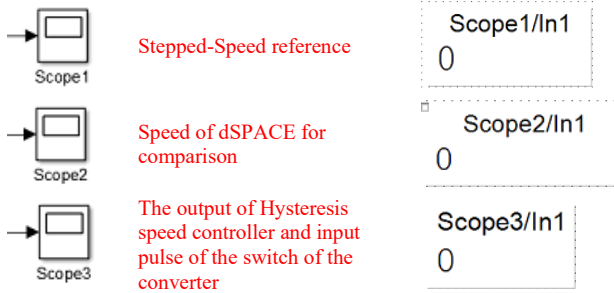 Scope1
Stepped-Speed reference
Scope1/In1
0
Scope2
Speed of dSPACE for
comparison
Scope2/In1
0
Scope3
The output of Hysteresis
speed controller and input
pulse of the switch of the
converter
Scope3/In1
0